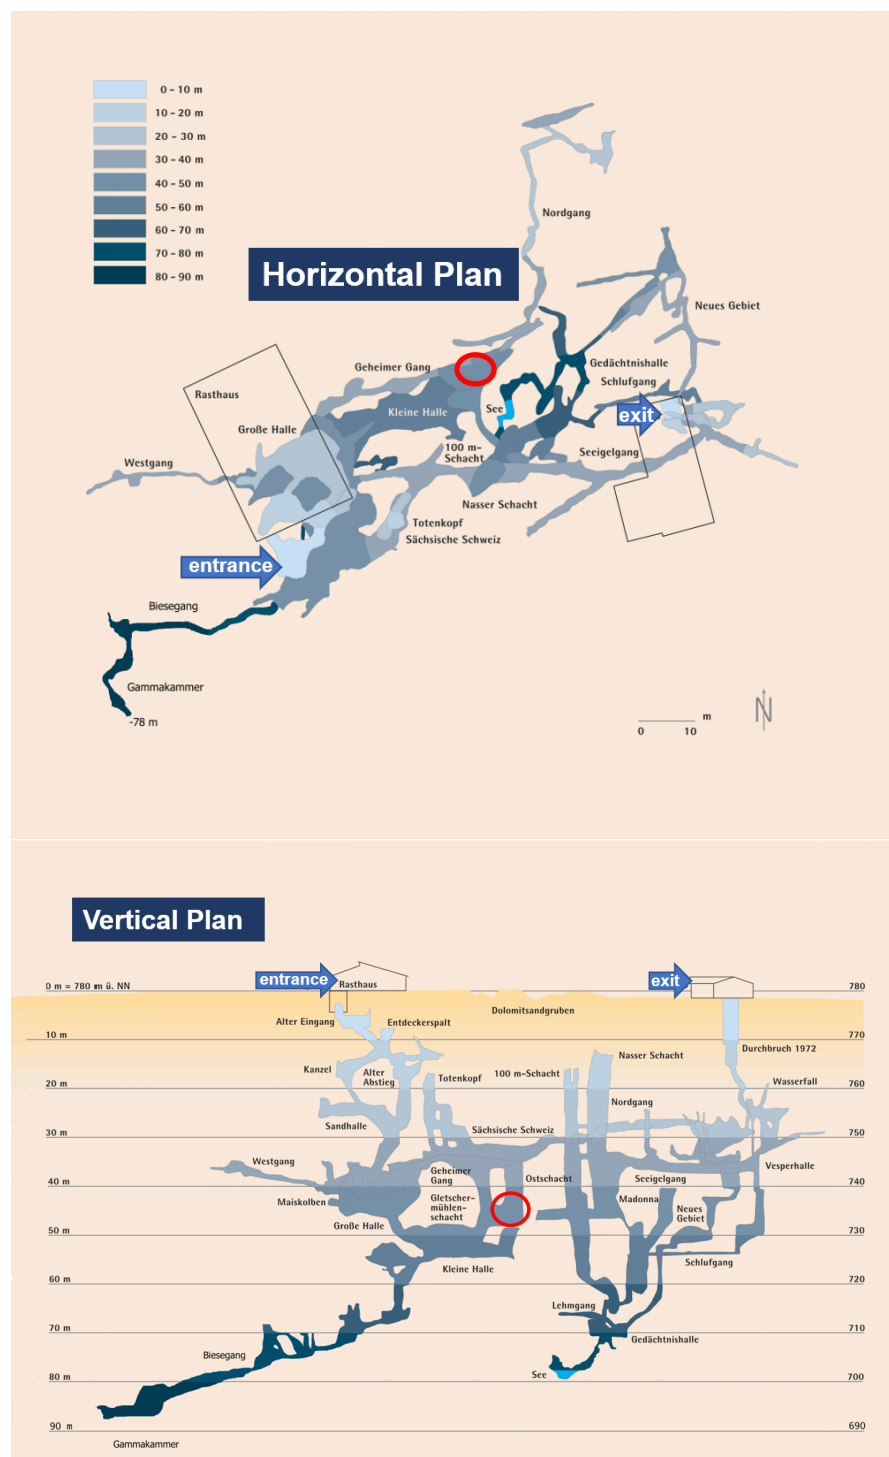 0 - 10 m
10 - 20 m
20 - 30 m
30 - 40 m
40 - 50 m
50 - 60 m
60 - 70 m
70 - 80 m
80 - 90 m
Horizontal Plan
Nordgang
Neues Gebiet
Geheimer Gang
Gedächtnishalle
Schlufgang
Rasthaus
Kleine Halle
See
exit
Große Halle
100 m-
Schacht
Seeigelgang
Westgang
Nasser Schacht
Totenkopf
Sächsische Schweiz
entrance
Biesegang
Gammakammer
-78 m
m
0 10
N
Vertical Plan
entrance
exit
0 m = 780 m ü. NN
Rasthaus
780
Dolomitsandgruben
Alter Eingang
Entdeckerspalt
10 m
770
Durchbruch 1972
Nasser Schacht
Kanzel
Alter
Abstieg
Totenkopf
100 m-Schacht
Wasserfall
20 m
760
Nordgang
Sandhalle
Sächsische Schweiz
30 m
750
Westgang
Vesperhalle
Geheimer
Gang
Ostschacht
Seeigelgang
40 m
740
Maiskolben
Gletscher-
mühlen-
schacht
Madonna
Neues
Gebiet
Große Halle
50 m
730
Kleine Halle
Schlufgang
60 m
720
Lehmgang
70 m
710
Gedächtnishalle
Biesegang
See
80 m
700
90 m
690
Gammakammer